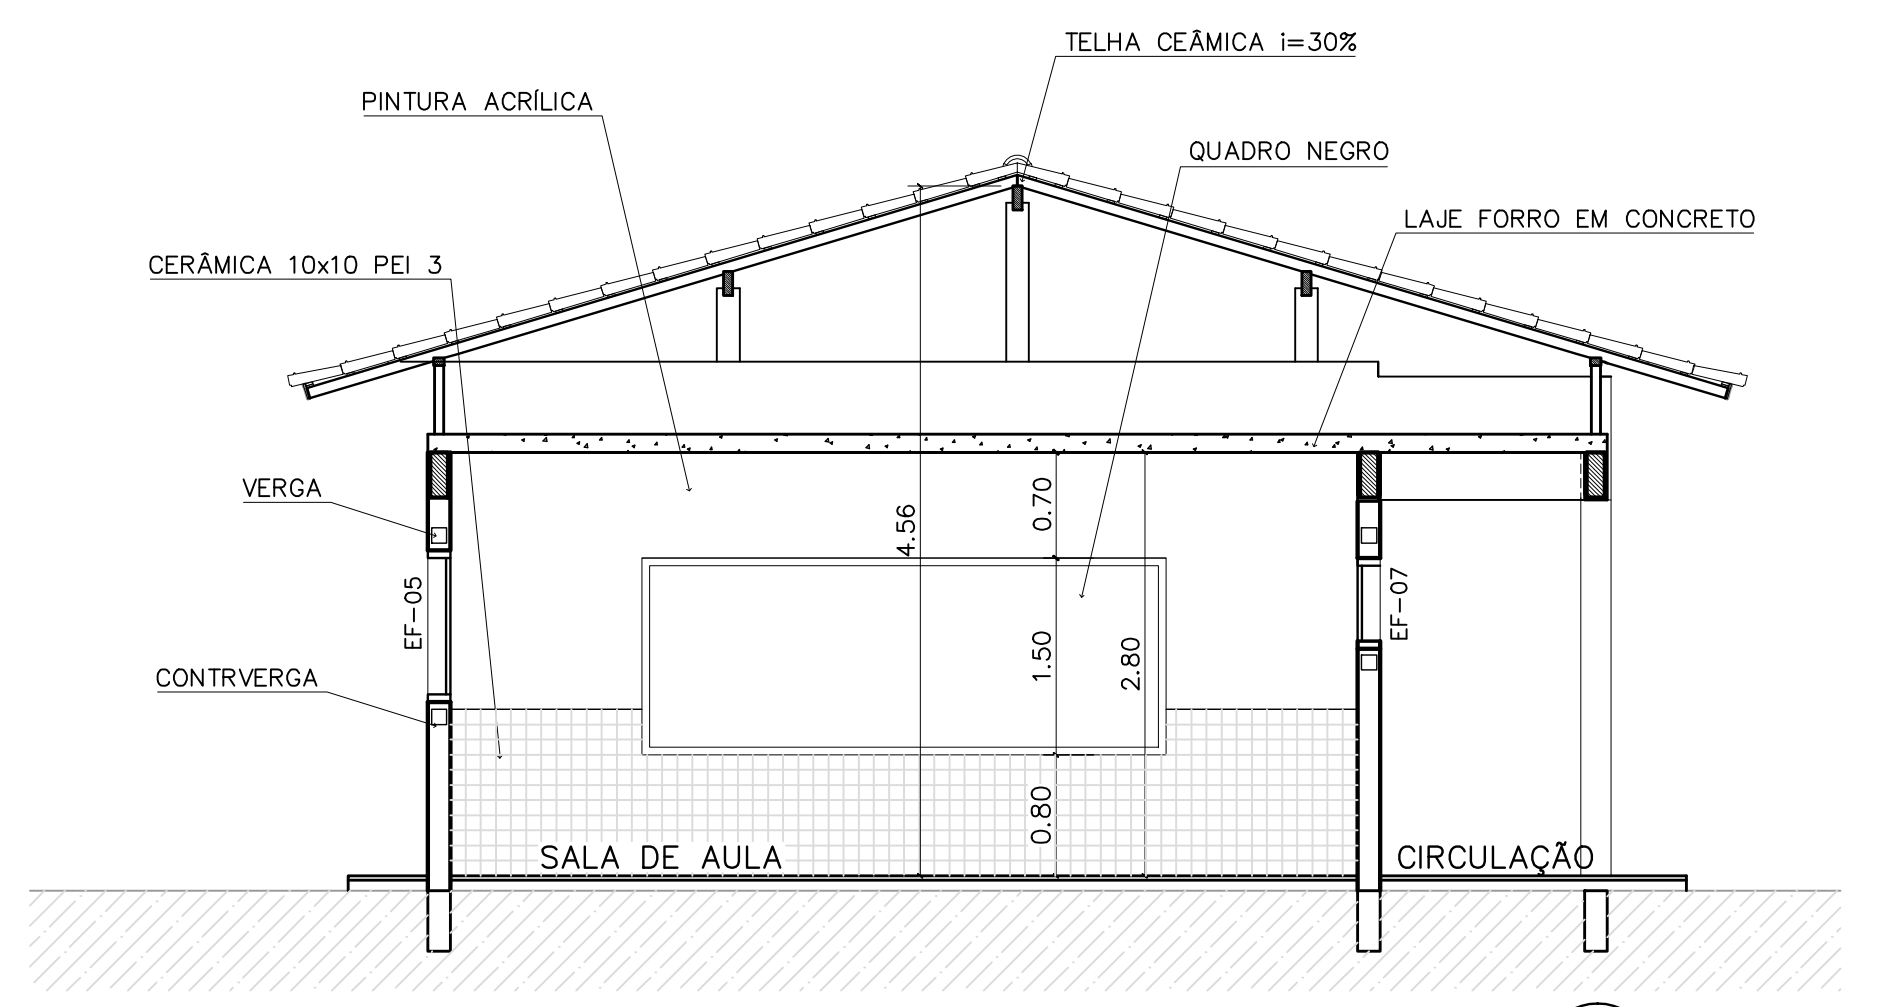 TELHA CEÂMICA i=30%
PINTURA ACRÍLICA
QUADRO NEGRO
LAJE FORRO EM CONCRETO
CERÂMICA 10x10 PEI 3
VERGA
4.56
0.70
EF-05
EF-07
1.50
2.80
CONTRVERGA
0.80
SALA DE AULA
CIRCULAÇÃO